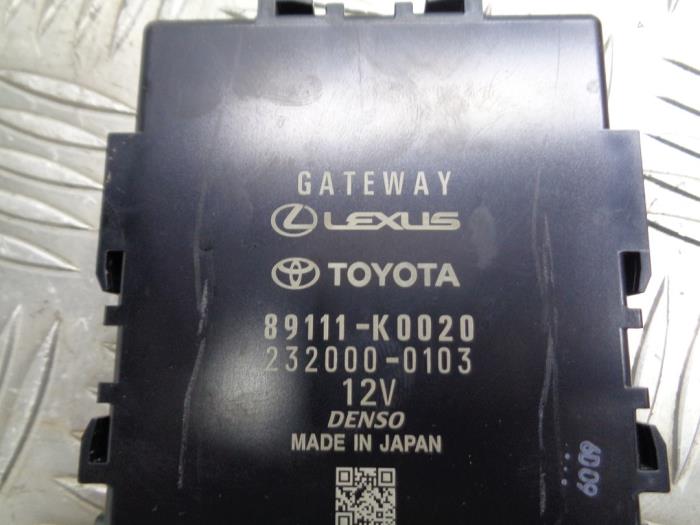 GATEWAY
LEXUS
TOYOTA
89111-K0020
232000-0103
12V
DENSO
MADE IN JAPAN
6009